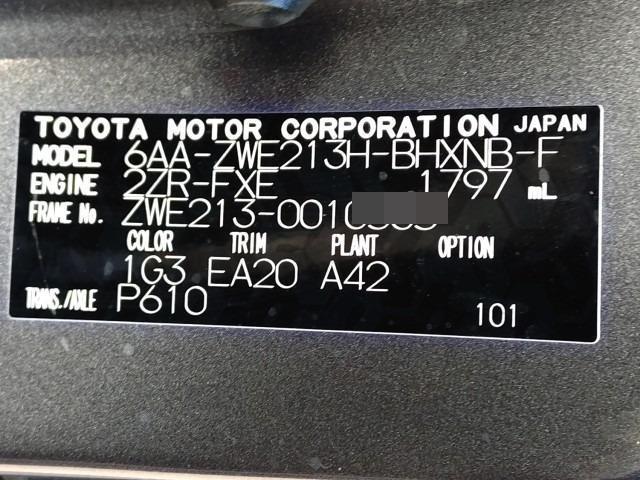 TOYOTA MOTOR CORPORATION JAPAN
MODEL 6AA-ZWE213H-BHXNB-F
ENGINE 2ZR-FXE 1797 mL
FRAME No. ZWE213-0010
COLOR TRIM PLANT OPTION
1G3 EA20 A42
TRANS./AXLE P610
101